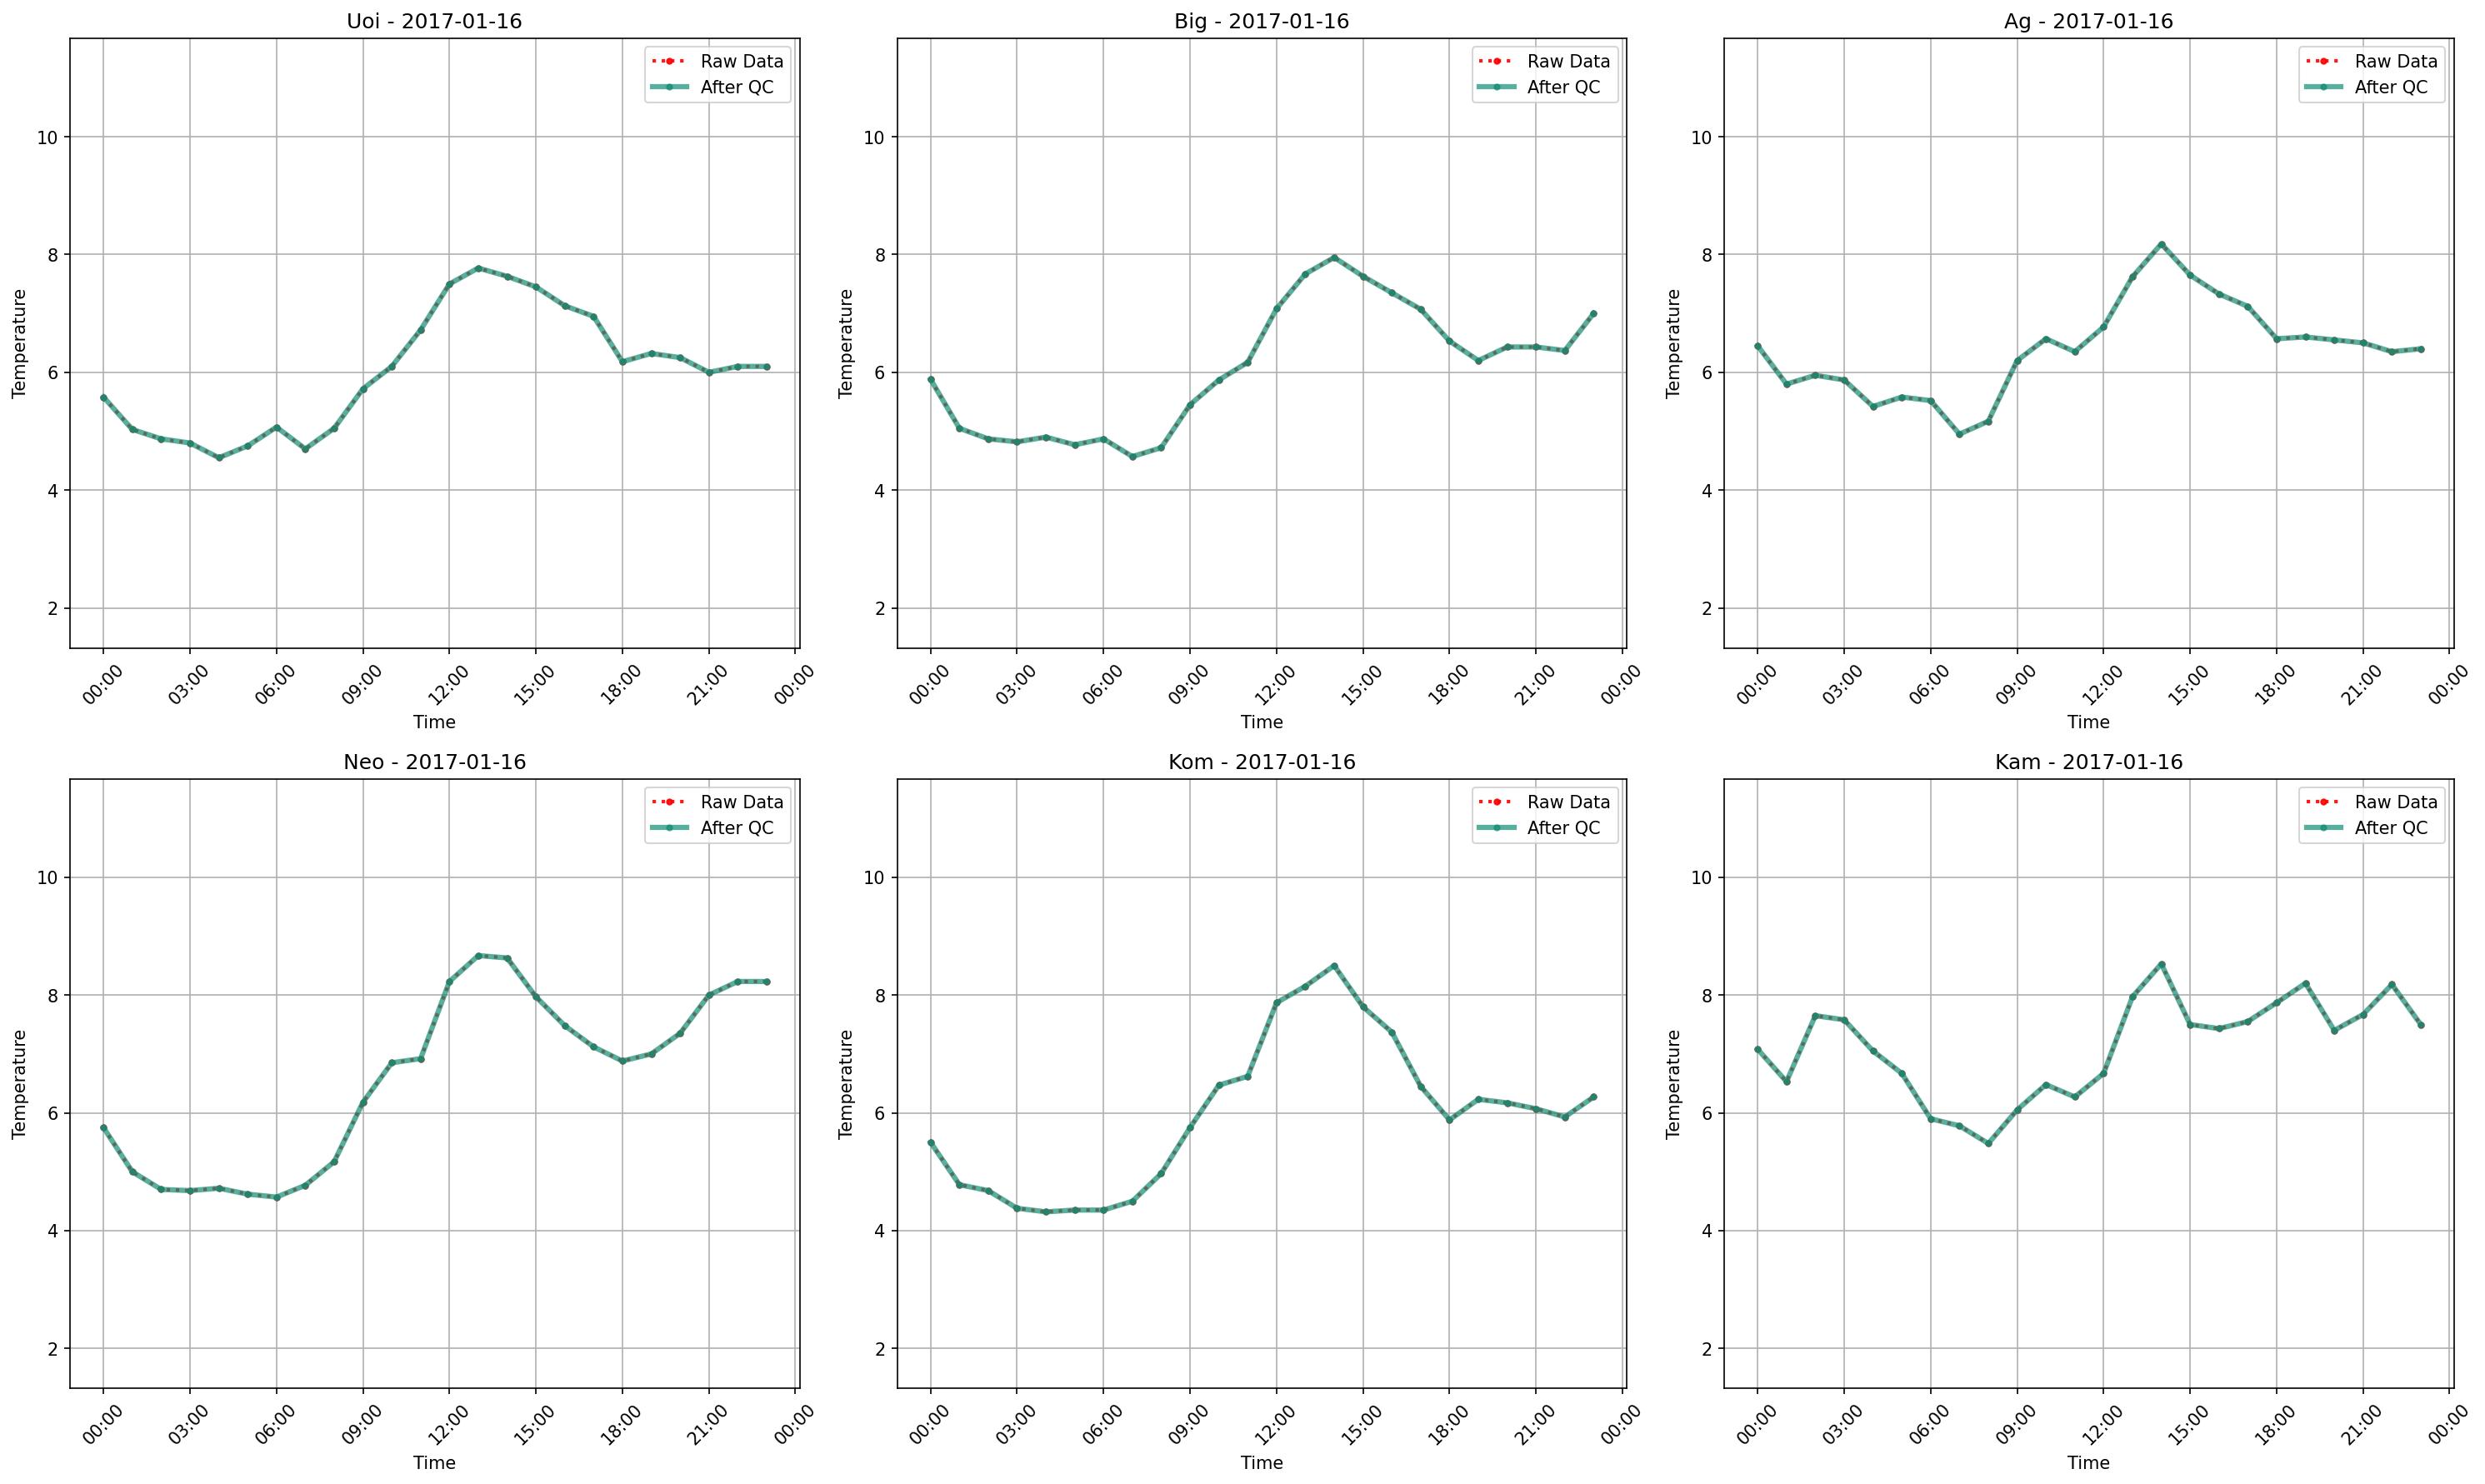 Uoi - 2017-01-16
Raw Data
After QC
Temperature
10
8
6
4
2
00:00
03:00
06:00
09:00
12:00
15:00
18:00
21:00
00:00
Time
Big - 2017-01-16
Raw Data
After QC
Temperature
10
8
6
4
2
00:00
03:00
06:00
09:00
12:00
15:00
18:00
21:00
00:00
Time
Ag - 2017-01-16
Raw Data
After QC
Temperature
10
8
6
4
2
00:00
03:00
06:00
09:00
12:00
15:00
18:00
21:00
00:00
Time
Neo - 2017-01-16
Raw Data
After QC
Temperature
10
8
6
4
2
00:00
03:00
06:00
09:00
12:00
15:00
18:00
21:00
00:00
Time
Kom - 2017-01-16
Raw Data
After QC
Temperature
10
8
6
4
2
00:00
03:00
06:00
09:00
12:00
15:00
18:00
21:00
00:00
Time
Kam - 2017-01-16
Raw Data
After QC
Temperature
10
8
6
4
2
00:00
03:00
06:00
09:00
12:00
15:00
18:00
21:00
00:00
Time